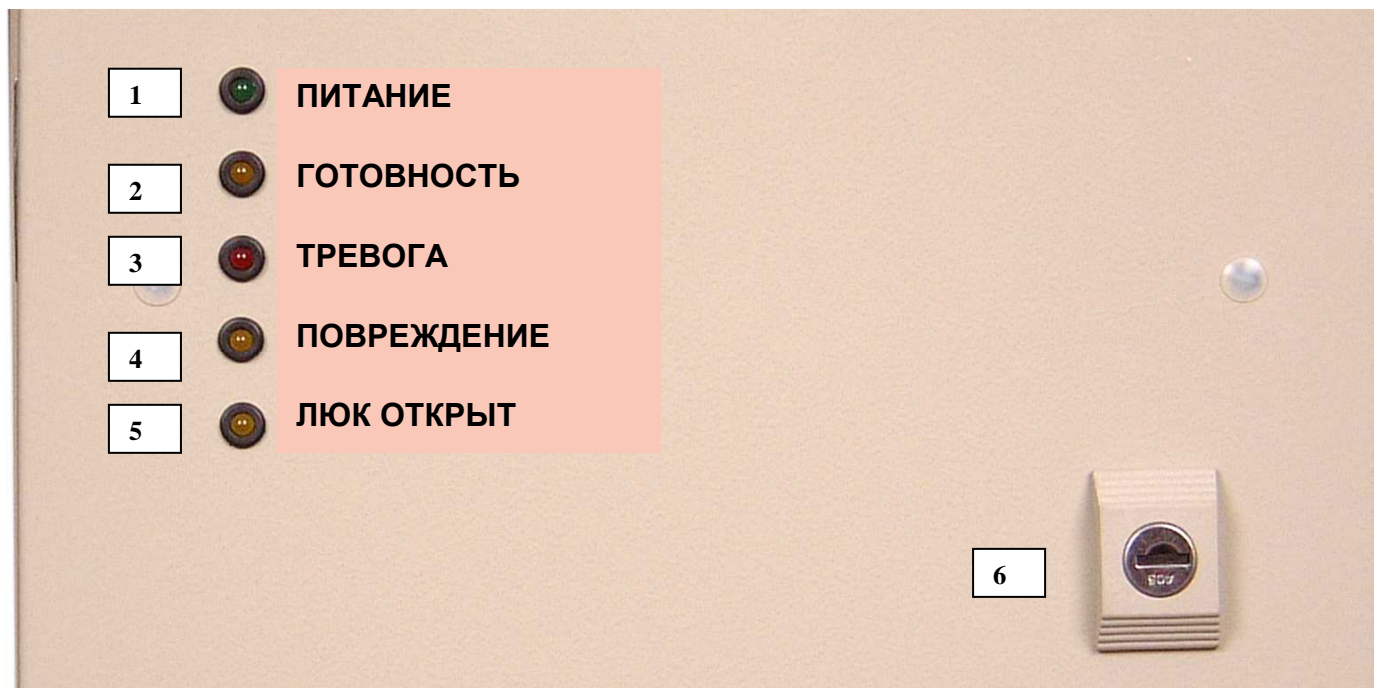 1 ПИТАНИЕ
2 ГОТОВНОСТЬ
3 ТРЕВОГА
4 ПОВРЕЖДЕНИЕ
5 ЛЮК ОТКРЫТ
6